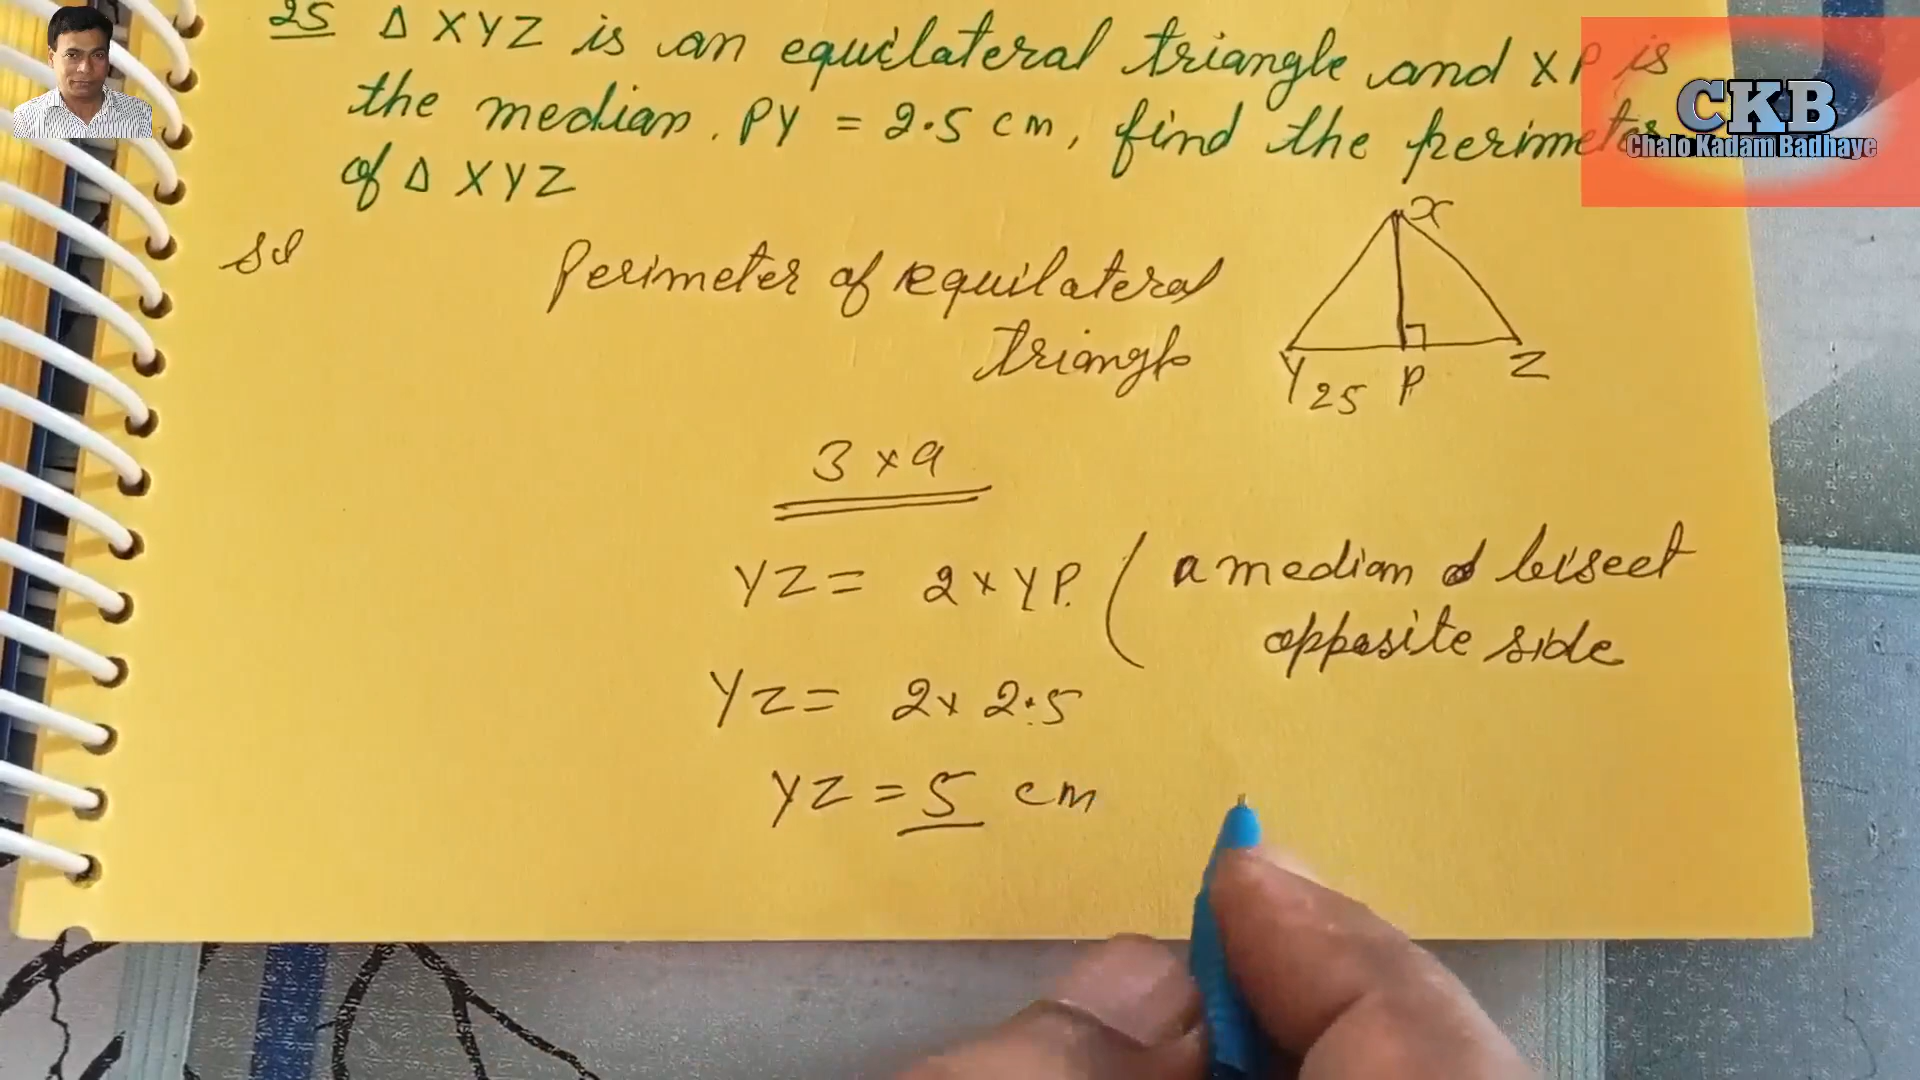 25 Δ XYZ is an equilateral triangle and XP is
the median. PY = 2.5 cm, find the perimeter
of Δ XYZ
CKB
Chalo Kadam Badhaye
Sol
Perimeter of equilateral
triangle
x
Y 25 P Z
3 × a
YZ = 2 × YP. ( a median bisect
opposite side
YZ = 2 × 2.5
YZ = 5 cm